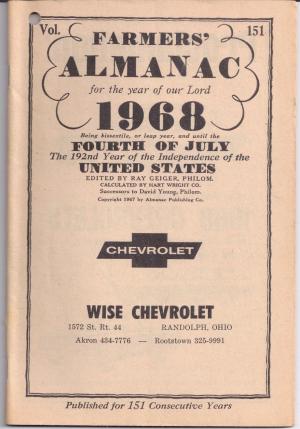 Vol. 151
FARMERS'
ALMANAC
for the year of our Lord
1968
Being bissextile, or leap year, and until the
FOURTH OF JULY
The 192nd Year of the Independence of the
UNITED STATES
EDITED BY RAY GEIGER, PHILOM.
CALCULATED BY HART WRIGHT CO.
Successors to David Young, Philom.
Copyright 1967 by Almanac Publishing Co.
CHEVROLET
WISE CHEVROLET
1572 St. Rt. 44 RANDOLPH, OHIO
Akron 434-7776 — Rootstown 325-9991
Published for 151 Consecutive Years